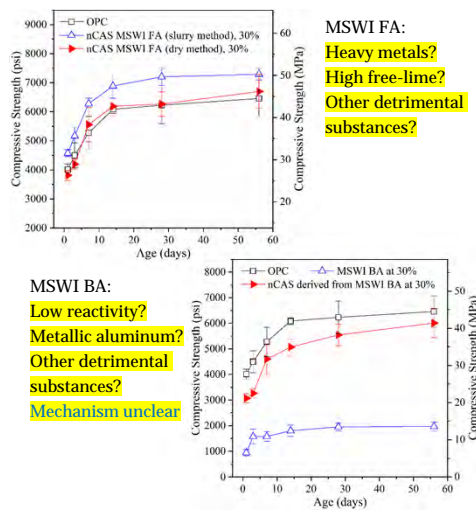 OPC
nCAS MSWI FA (slurry method), 30%
nCAS MSWI FA (dry method), 30%
9000
8000
7000
6000
5000
4000
3000
2000
60
50
40
30
20
0 10 20 30 40 50 60
Compressive Strength (psi)
Compressive Strength (MPa)
Age (days)
MSWI FA:
Heavy metals?
High free-lime?
Other detrimental
substances?
MSWI BA:
Low reactivity?
Metallic aluminum?
Other detrimental
substances?
Mechanism unclear
OPC
MSWI BA at 30%
nCAS derived from MSWI BA at 30%
8000
7000
6000
5000
4000
3000
2000
1000
0
50
40
30
20
10
0
0 10 20 30 40 50 60
Compressive Strength (psi)
Compressive Strength (MPa)
Age (days)